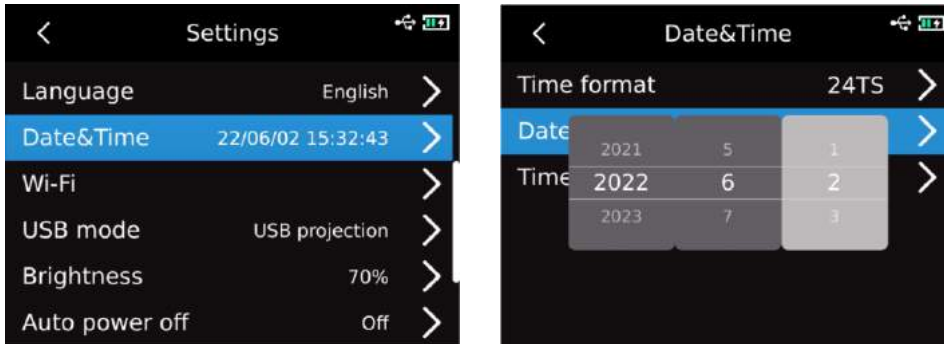 Settings
Language English
Date&Time 22/06/02 15:32:43
Wi-Fi
USB mode USB projection
Brightness 70%
Auto power off Off
Date&Time
Time format 24TS
Date
Time
2021 5 1
2022 6 2
2023 7 3